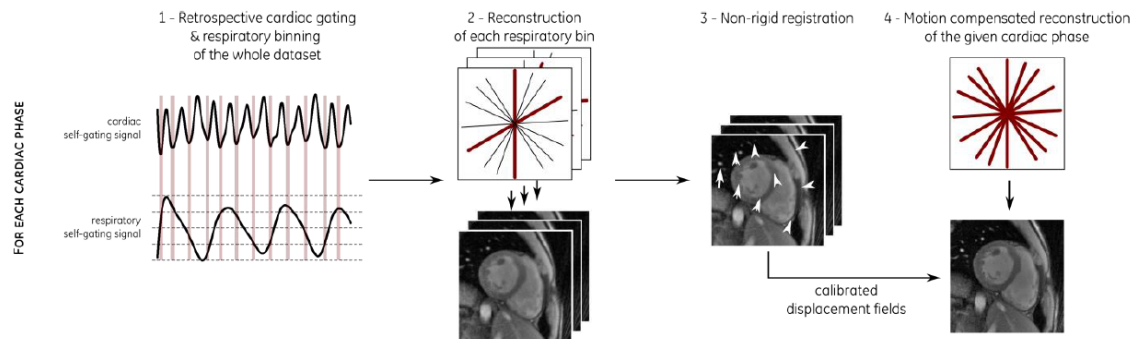 1 - Retrospective cardiac gating
& respiratory binning
of the whole dataset
2 - Reconstruction
of each respiratory bin
3 - Non-rigid registration
4 - Motion compensated reconstruction
of the given cardiac phase
FOR EACH CARDIAC PHASE
cardiac
self-gating signal
respiratory
self-gating signal
calibrated
displacement fields